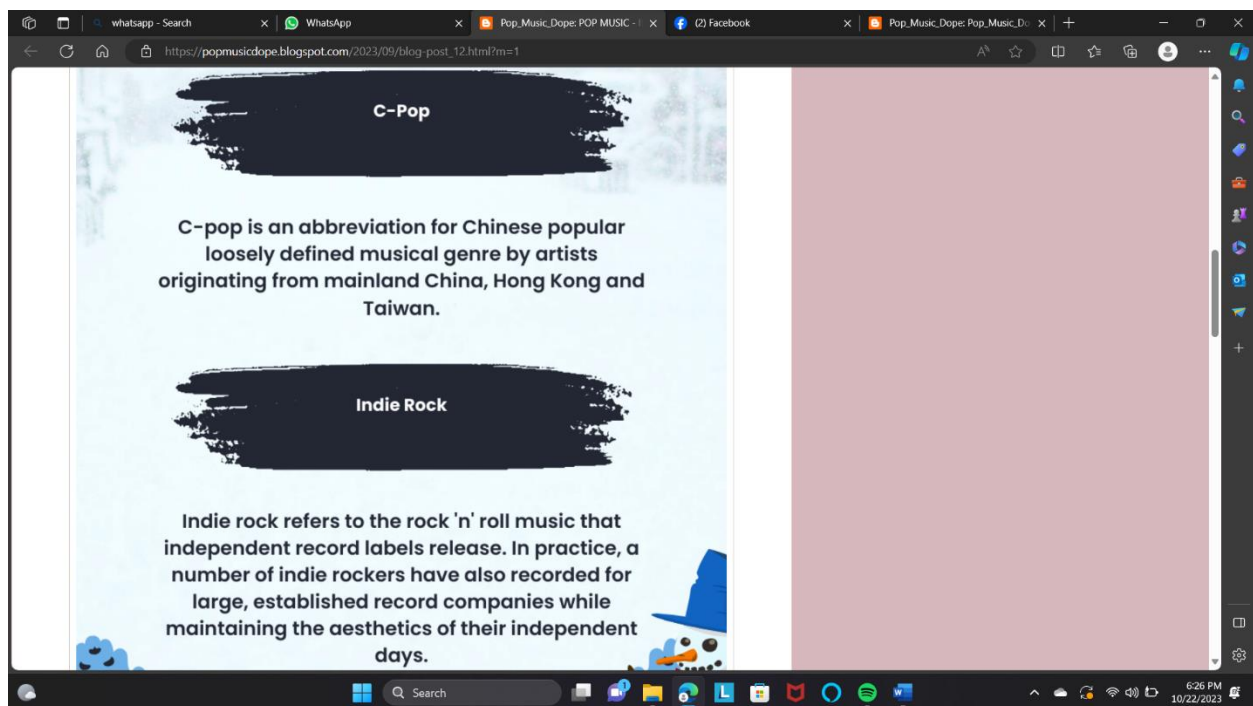 whatsapp - Search
WhatsApp
Pop_Music_Dope: POP MUSIC -
(2) Facebook
Pop_Music_Dope: Pop_Music_Do
https://popmusicdope.blogspot.com/2023/09/blog-post_12.html?m=1
C-Pop
C-pop is an abbreviation for Chinese popular
loosely defined musical genre by artists
originating from mainland China, Hong Kong and
Taiwan.
Indie Rock
Indie rock refers to the rock 'n' roll music that
independent record labels release. In practice, a
number of indie rockers have also recorded for
large, established record companies while
maintaining the aesthetics of their independent
days.
Search
6:26 PM
10/22/2023